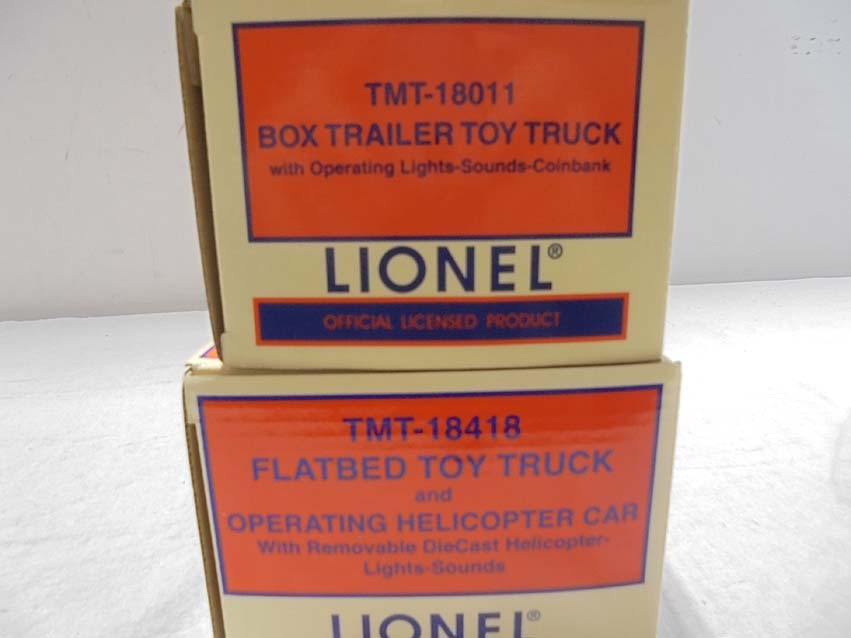 TMT-18011
BOX TRAILER TOY TRUCK
with Operating Lights-Sounds-Coinbank
LIONEL®
OFFICIAL LICENSED PRODUCT
TMT-18418
FLATBED TOY TRUCK
and
OPERATING HELICOPTER CAR
With Removable DieCast Helicopter-
Lights-Sounds
LIONEL®